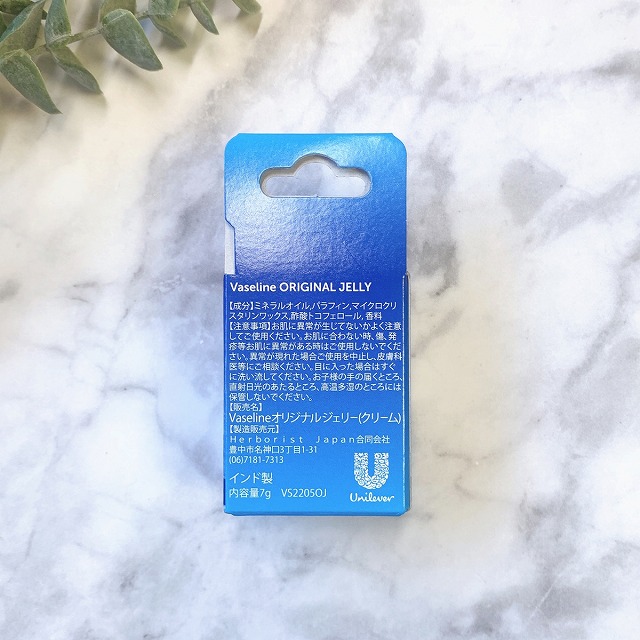 Vaseline ORIGINAL JELLY
【成分】ミネラルオイル,パラフィン,マイクロクリ
スタリンワックス,酢酸トコフェロール,香料
【注意事項】お肌に異常が生じてないかよく注意
してご使用ください。お肌に合わない時、傷、発
疹等お肌に異常がある時はご使用しないでくだ
さい。異常が現れた場合ご使用を中止し、皮膚科
医等にご相談ください。目に入った場合はすぐ
に洗い流してください。お子様の手の届くところ、
直射日光のあたるところ、高温多湿のところには
保管しないでください。
【販売名】
Vaselineオリジナルジェリー(クリーム)
【製造販売元】
Herborist Japan合同会社
豊中市名神口3丁目1-31
(06)7181-7313
インド製
内容量7g VS2205OJ
Unilever